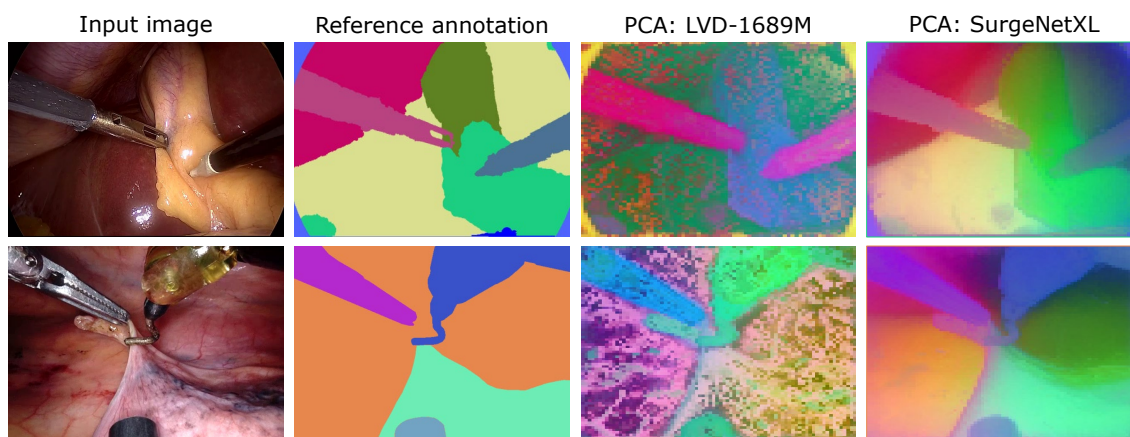 Input image
Reference annotation
PCA: LVD-1689M
PCA: SurgeNetXL